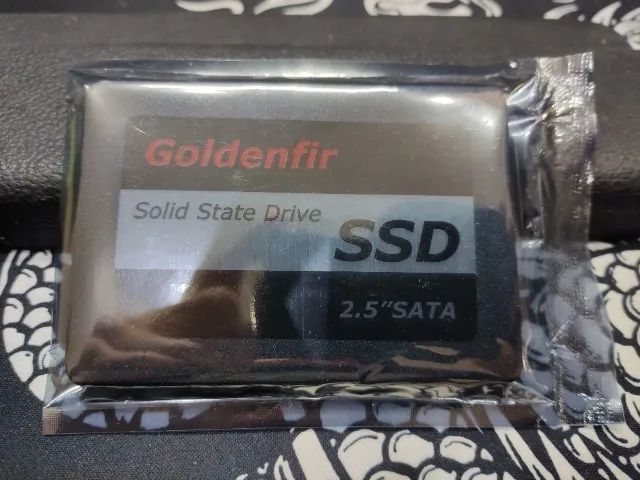 Goldenfir
Solid State Drive
SSD
2.5"SATA